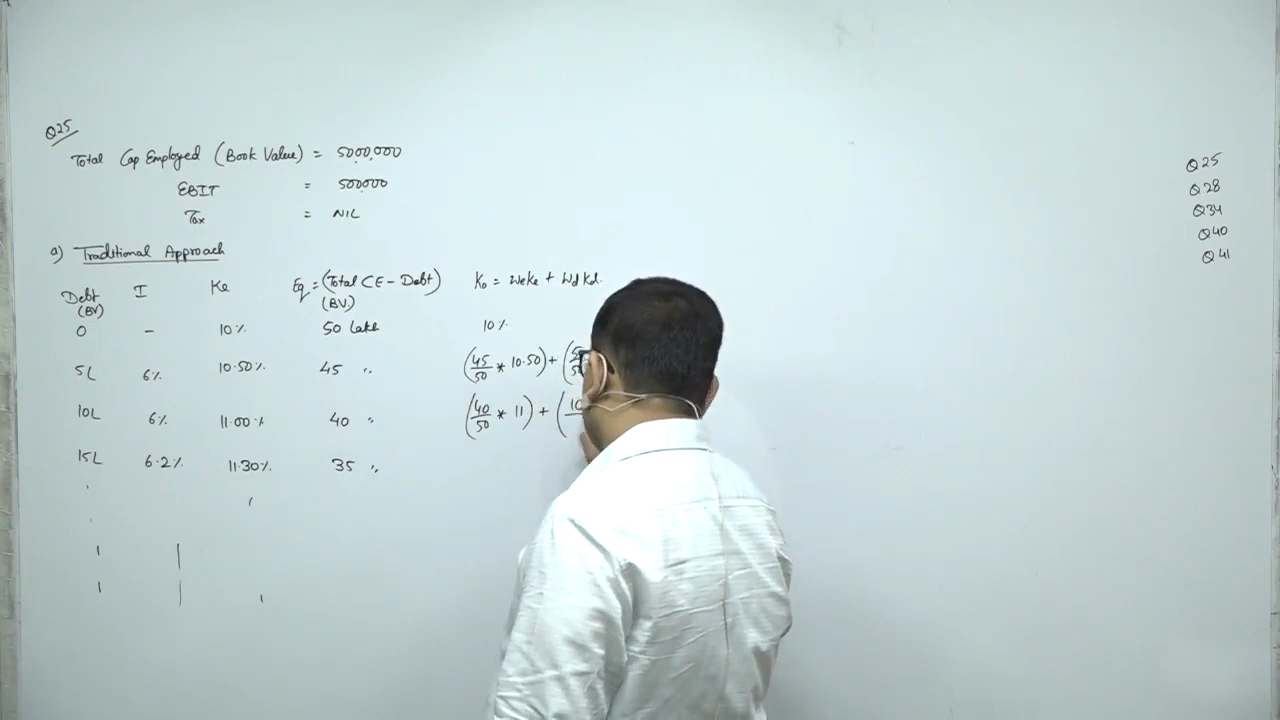 Q25
Total Cap Employed (Book Value) = 5000,000
EBIT = 500000
Tax = NIL
a) Traditional Approach
Debt (BV) I Ke Eq = (Total CE - Debt) (BV) Ko = WeKe + WdKd.
0 - 10% 50 Lakh 10%
5L 6% 10.50% 45 " (45/50 * 10.50) + (5/50
10L 6% 11.00% 40 " (40/50 * 11) + (10
15L 6.2% 11.30% 35 "
Q25
Q28
Q34
Q40
Q41